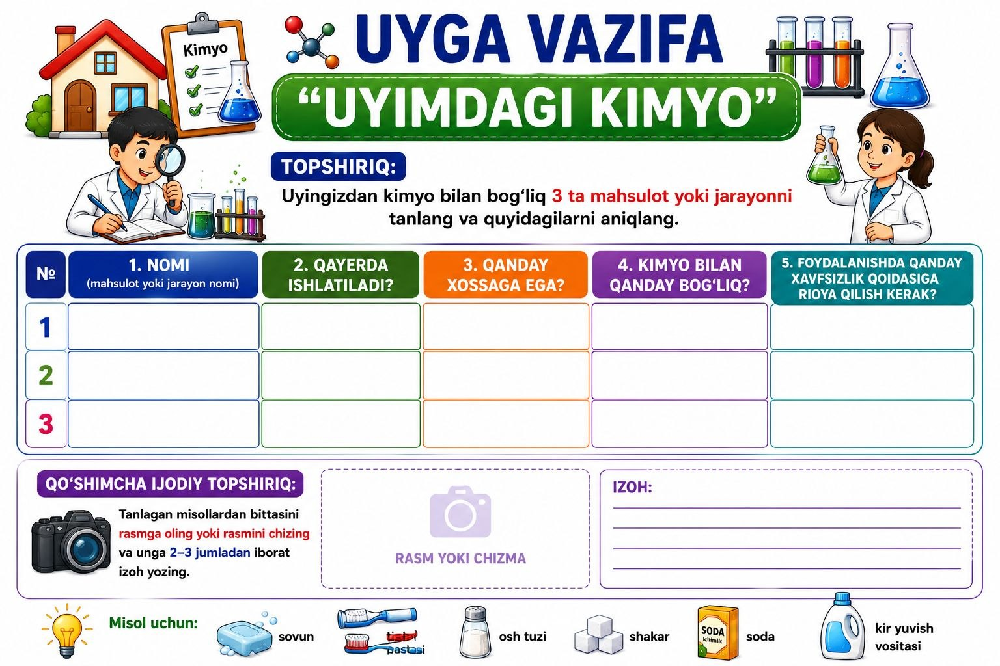 Kimyo
UYGA VAZIFA
“UYIMDAGI KIMYO”
TOPSHIRIQ:
Uyingizdan kimyo bilan bog‘liq 3 ta mahsulot yoki jarayonni
tanlang va quyidagilarni aniqlang.
№
1. NOMI
(mahsulot yoki jarayon nomi)
2. QAYERDA
ISHLATILADI?
3. QANDAY
XOSSAGA EGA?
4. KIMYO BILAN
QANDAY BOG‘LIQ?
5. FOYDALANISHDA QANDAY
XAVFSIZLIK QOIDASIGA
RIOYA QILISH KERAK?
1
2
3
QO‘SHIMCHA IJODIY TOPSHIRIQ:
Tanlagan misollardan bittasini
rasmga oling yoki rasmini chizing
va unga 2–3 jumladan iborat
izoh yozing.
RASM YOKI CHIZMA
IZOH:
Misol uchun:
sovun
pastasi
osh tuzi
shakar
SODA
Ichimlik
soda
kir yuvish
vositasi